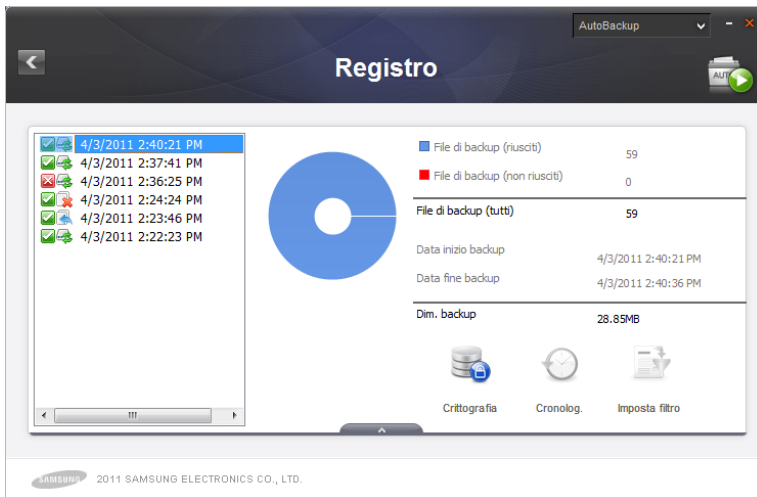 AutoBackup
Registro
AUT
4/3/2011 2:40:21 PM
4/3/2011 2:37:41 PM
4/3/2011 2:36:25 PM
4/3/2011 2:24:24 PM
4/3/2011 2:23:46 PM
4/3/2011 2:22:23 PM
File di backup (riusciti) 59
File di backup (non riusciti) 0
File di backup (tutti) 59
Data inizio backup 4/3/2011 2:40:21 PM
Data fine backup 4/3/2011 2:40:36 PM
Dim. backup 28.85MB
Crittografia Cronolog. Imposta filtro
SAMSUNG 2011 SAMSUNG ELECTRONICS CO., LTD.